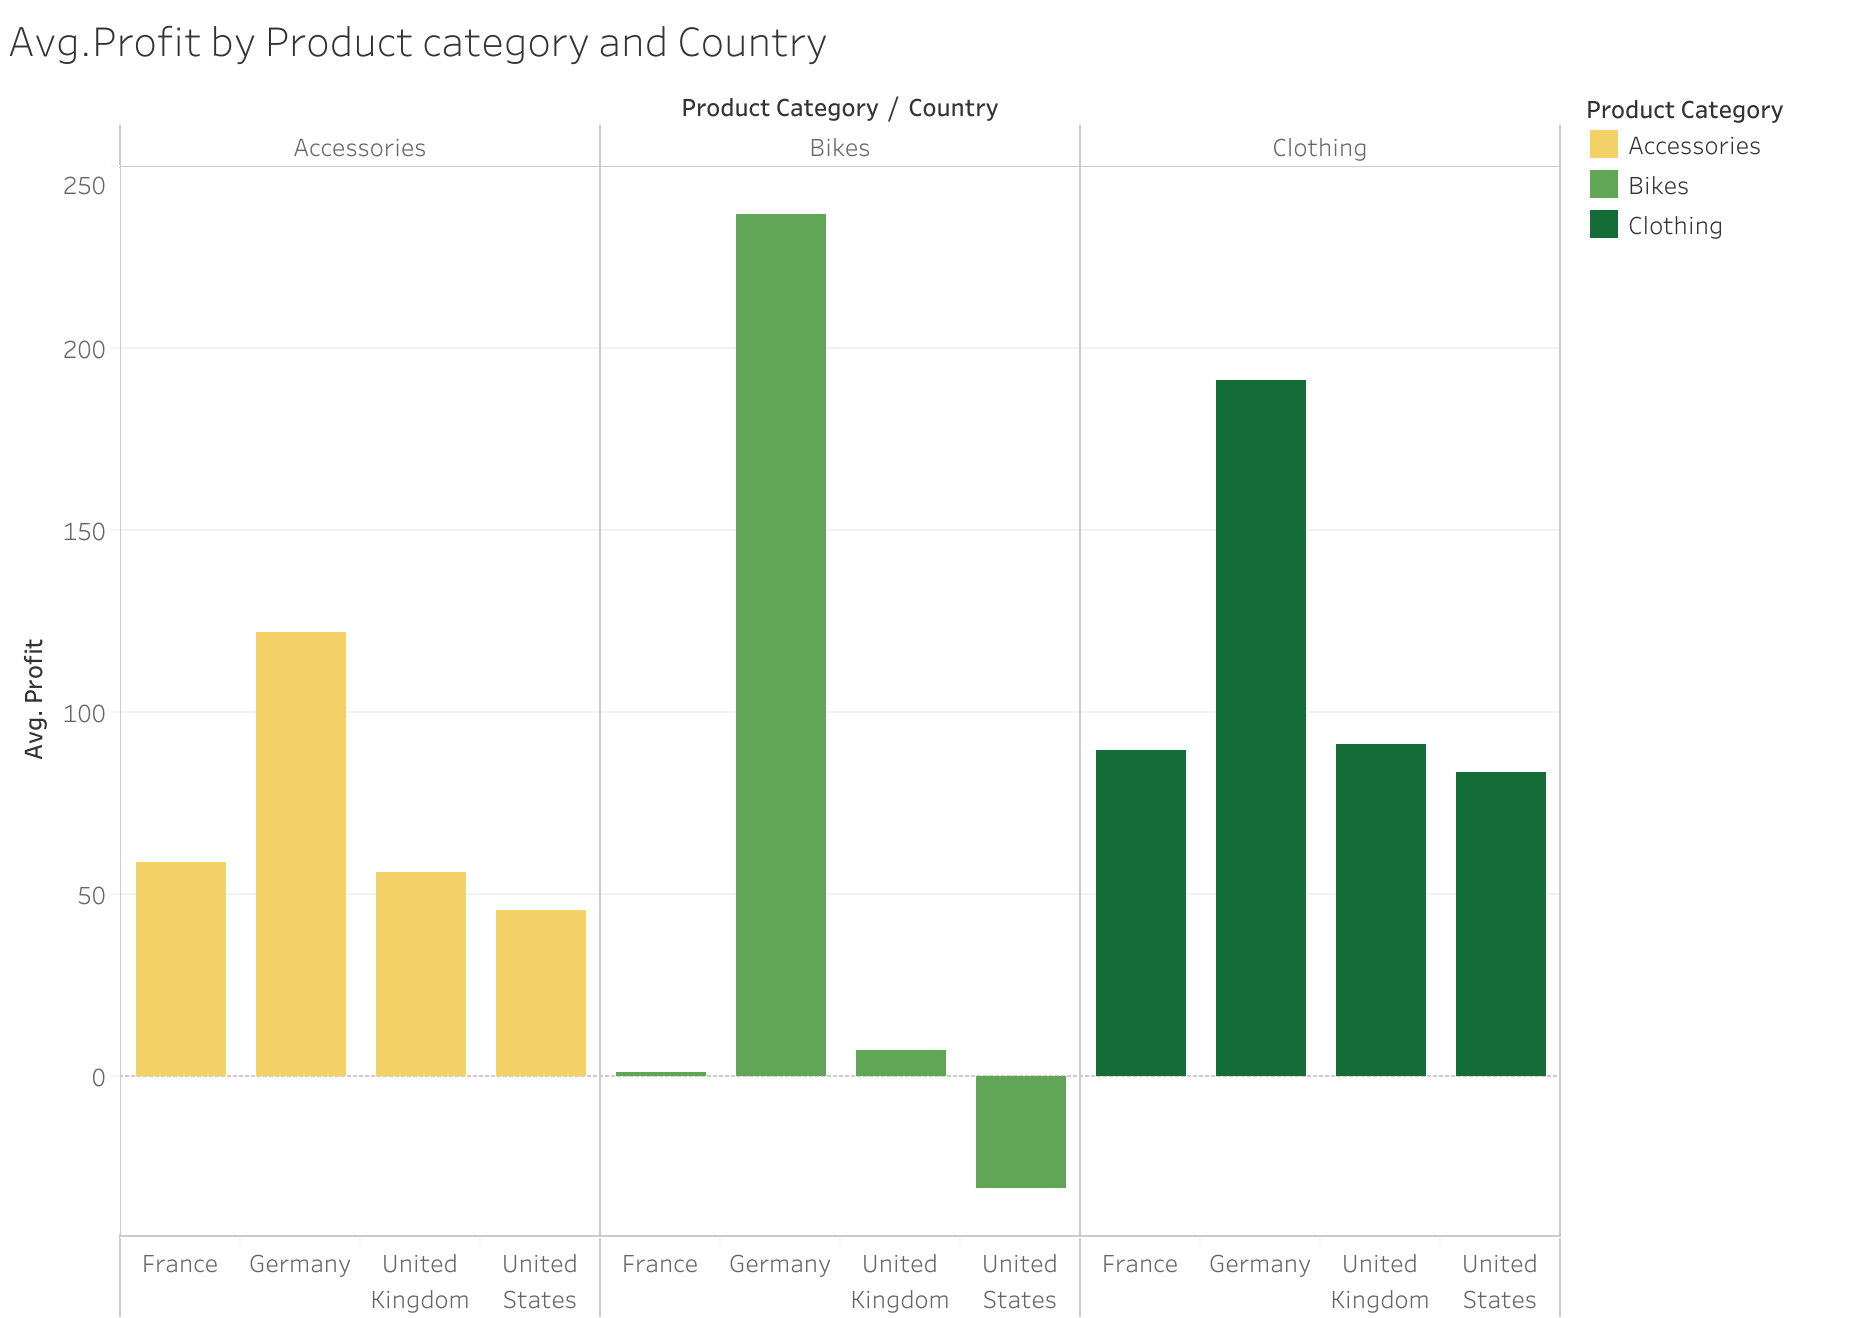 Avg.Profit by Product category and Country
Product Category / Country
Accessories
Bikes
Clothing
Product Category
Accessories
Bikes
Clothing
Avg. Profit
250
200
150
100
50
0
France
Germany
United
Kingdom
United
States
France
Germany
United
Kingdom
United
States
France
Germany
United
Kingdom
United
States